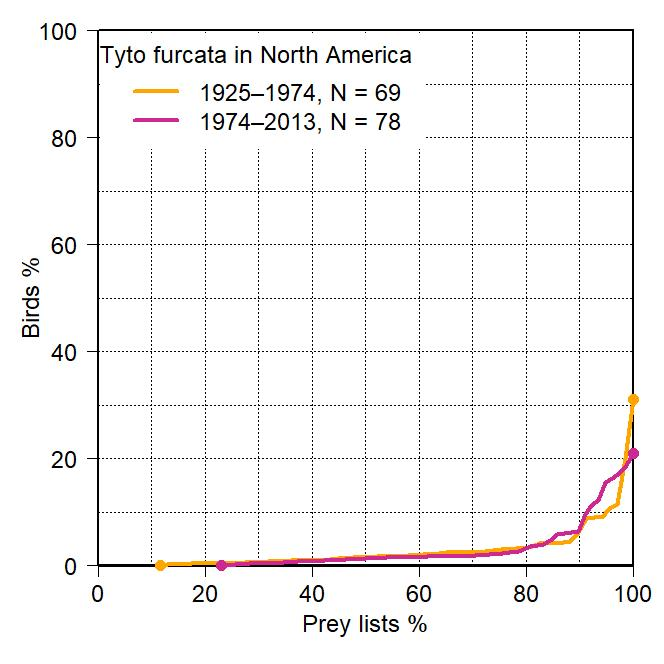 Tyto furcata in North America
1925–1974, N = 69
1974–2013, N = 78
100
80
60
40
20
0
Birds %
0 20 40 60 80 100
Prey lists %